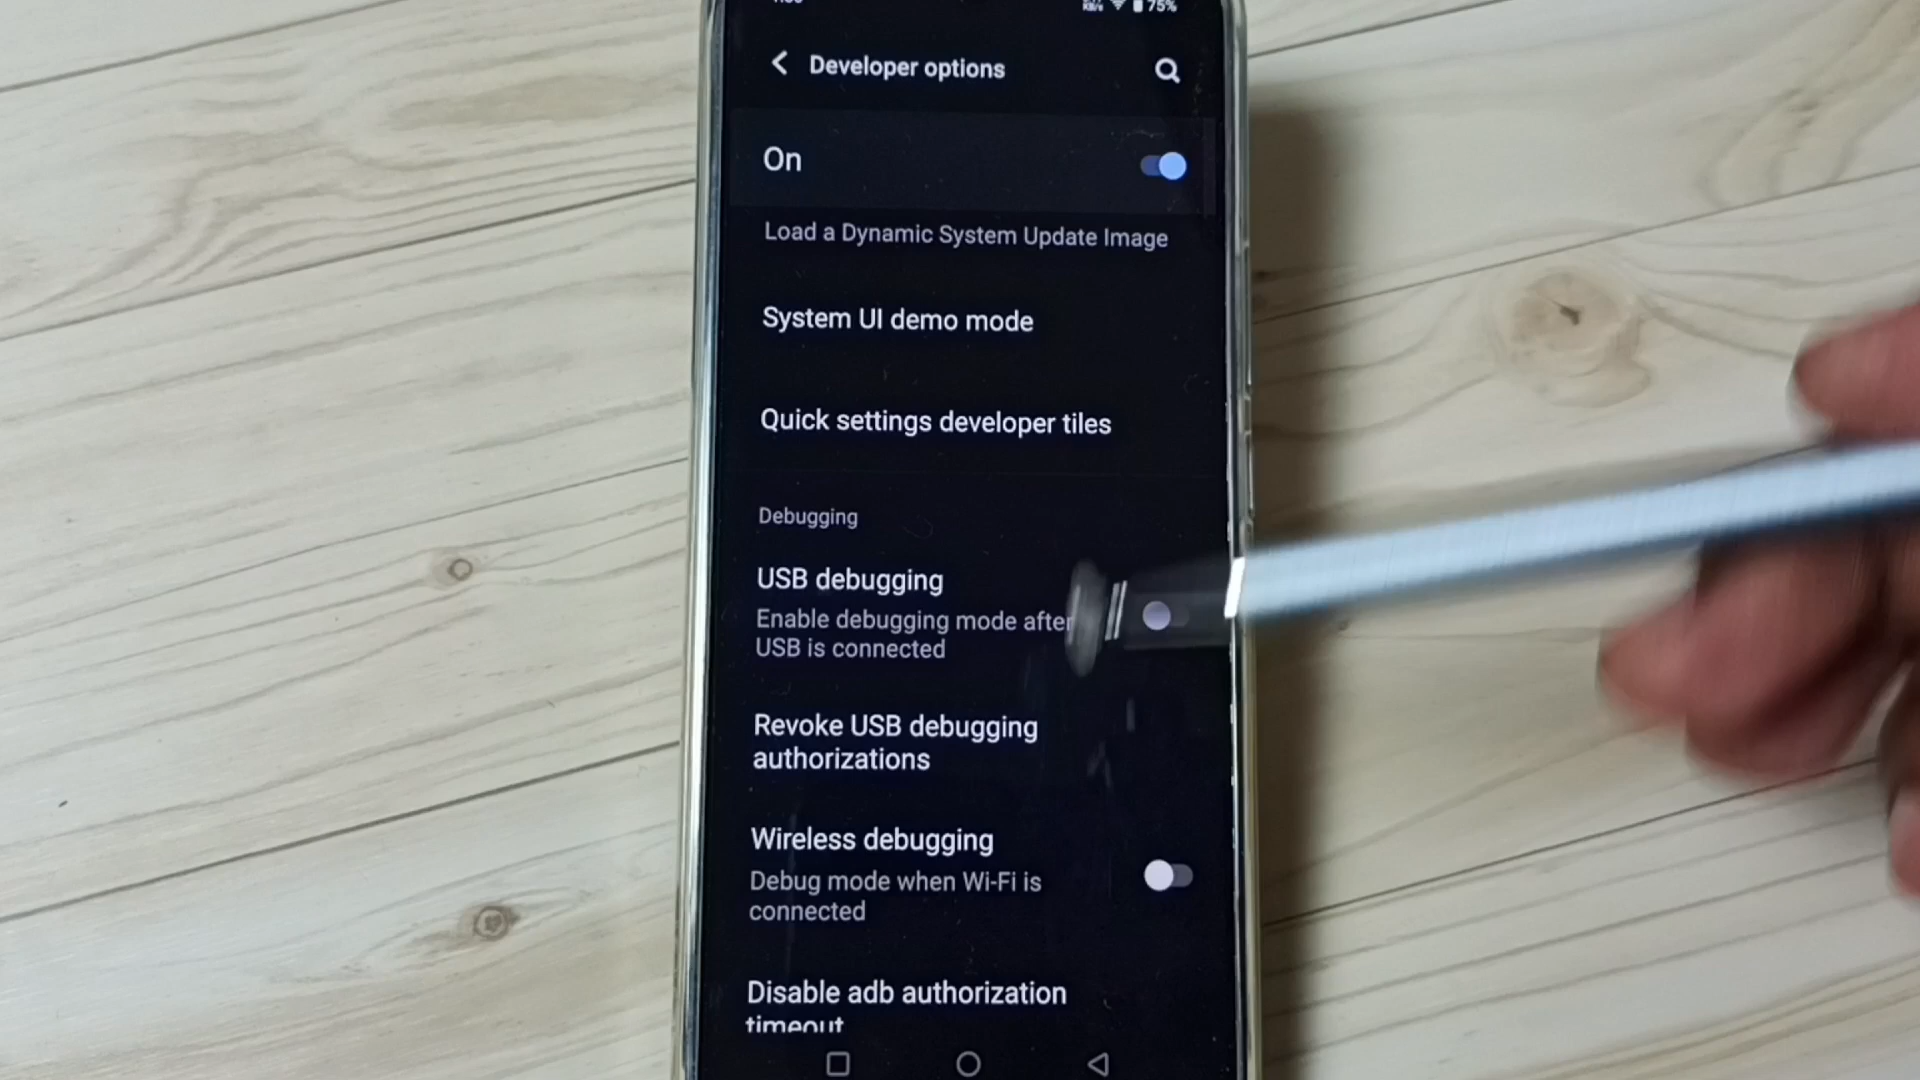 75%
Developer options
On
Load a Dynamic System Update Image
System UI demo mode
Quick settings developer tiles
Debugging
USB debugging
Enable debugging mode after
USB is connected
Revoke USB debugging
authorizations
Wireless debugging
Debug mode when Wi-Fi is
connected
Disable adb authorization
timeout